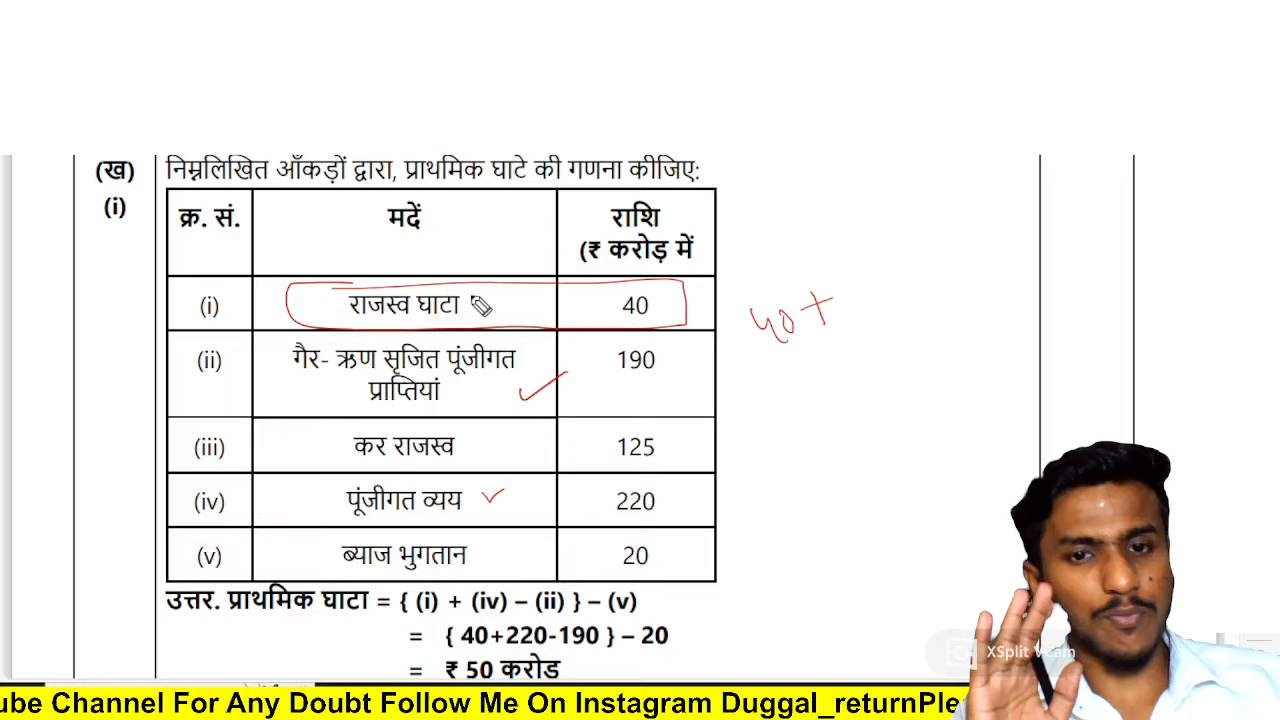 (ख) निम्नलिखित आँकड़ों द्वारा, प्राथमिक घाटे की गणना कीजिए:
(i)
क्र. सं. मदें राशि
(₹ करोड़ में
(i) राजस्व घाटा 40
40+
(ii) गैर- ऋण सृजित पूंजीगत 190
प्राप्तियां
(iii) कर राजस्व 125
(iv) पूंजीगत व्यय 220
(v) ब्याज भुगतान 20
उत्तर. प्राथमिक घाटा = { (i) + (iv) – (ii) } – (v)
= { 40+220-190 } – 20
= ₹ 50 करोड़
XSplit VCam
ube Channel For Any Doubt Follow Me On Instagram Duggal_returnPle